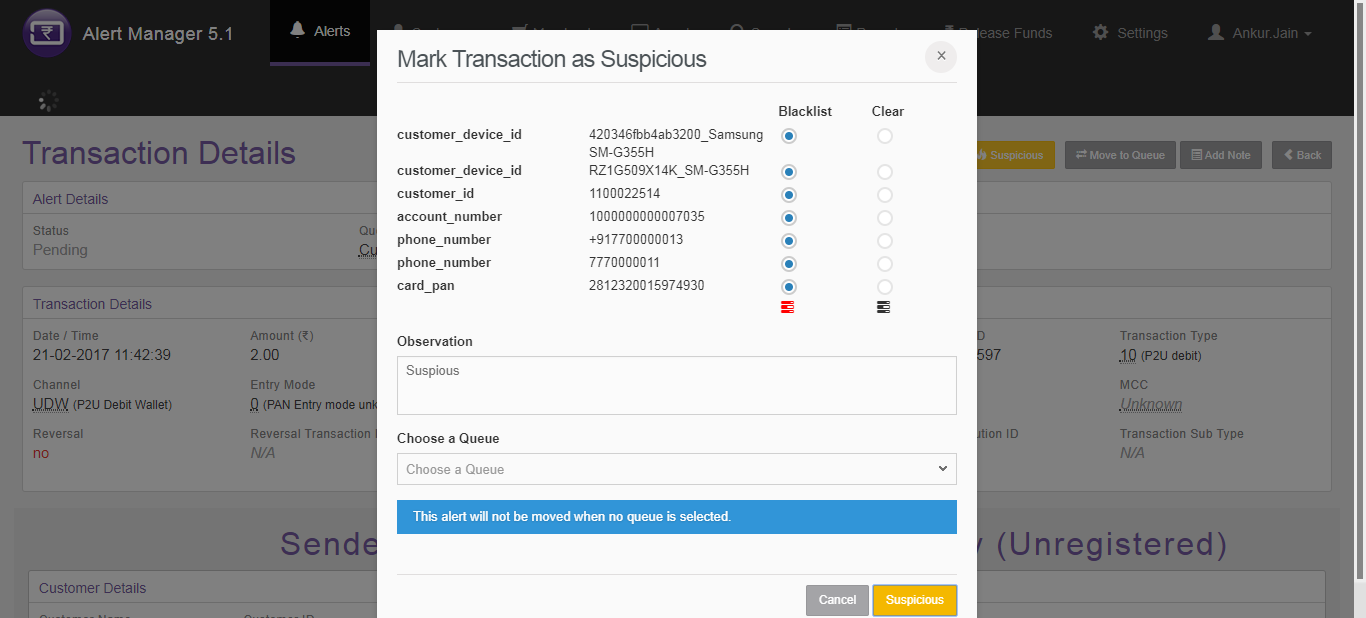 Alert Manager 5.1
Alerts
ease Funds
Settings
Ankur.Jain
Mark Transaction as Suspicious
×
Blacklist Clear
customer_device_id 420346fbb4ab3200_Samsung
SM-G355H
customer_device_id RZ1G509X14K_SM-G355H
customer_id 1100022514
account_number 1000000000007035
phone_number +917700000013
phone_number 7770000011
card_pan 2812320015974930
Observation
Suspious
Choose a Queue
Choose a Queue
This alert will not be moved when no queue is selected.
Cancel Suspicious
Transaction Details
Suspicious Move to Queue Add Note Back
Alert Details
Status Qu
Pending Cu
Transaction Details
Date / Time Amount (₹) D Transaction Type
21-02-2017 11:42:39 2.00 597 10 (P2U debit)
Channel Entry Mode MCC
UDW (P2U Debit Wallet) 0 (PAN Entry mode unk Unknown
Reversal Reversal Transaction ution ID Transaction Sub Type
no N/A N/A
Sende (Unregistered)
Customer Details
Customer Name Customer ID